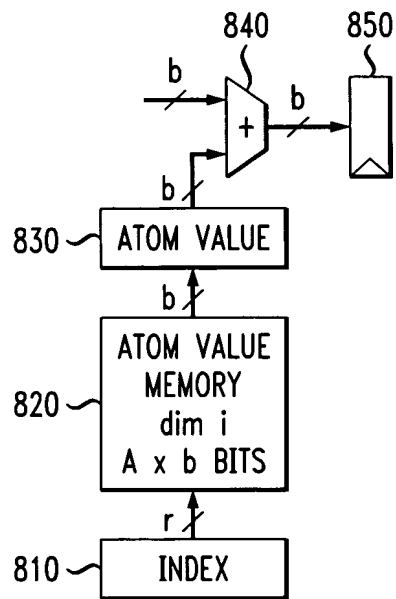 840
850
b
b
+
b
830
ATOM VALUE
b
820
ATOM VALUE
MEMORY
dim i
A x b BITS
r
810
INDEX